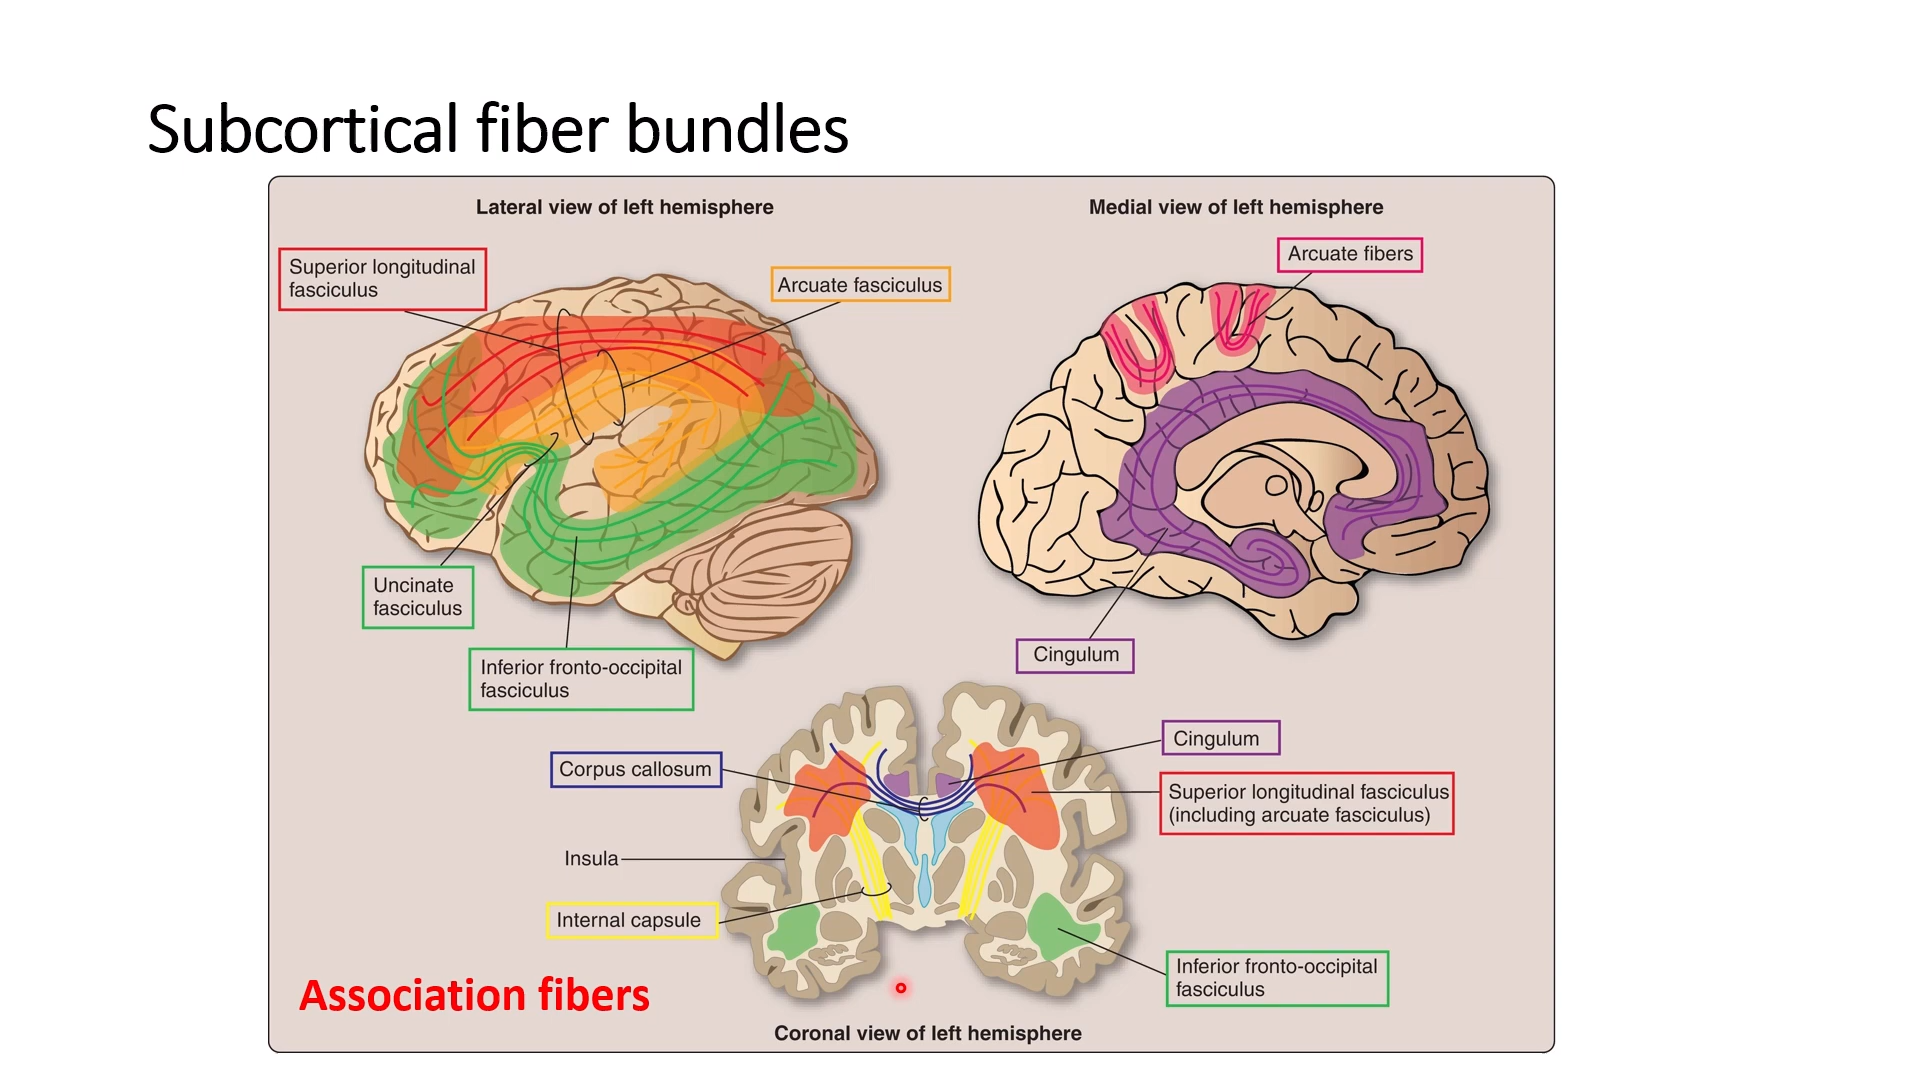 Subcortical fiber bundles
Lateral view of left hemisphere
Medial view of left hemisphere
Superior longitudinal
fasciculus
Arcuate fasciculus
Arcuate fibers
Uncinate
fasciculus
Inferior fronto-occipital
fasciculus
Cingulum
Corpus callosum
Cingulum
Superior longitudinal fasciculus
(including arcuate fasciculus)
Insula
Internal capsule
Inferior fronto-occipital
fasciculus
Association fibers
Coronal view of left hemisphere